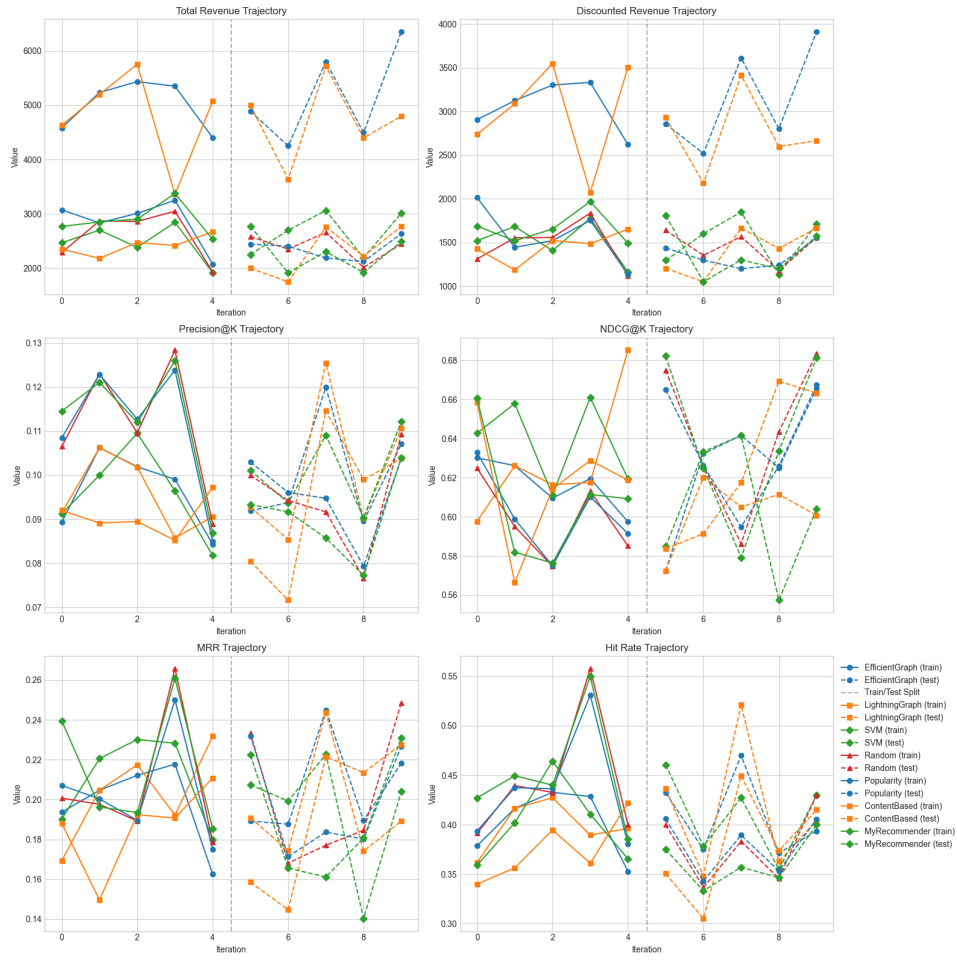 Total Revenue Trajectory
Value
6000
5000
4000
3000
2000
0 2 4 6 8
Iteration
Discounted Revenue Trajectory
Value
4000
3500
3000
2500
2000
1500
1000
0 2 4 6 8
Iteration
Precision@K Trajectory
Value
0.13
0.12
0.11
0.10
0.09
0.08
0.07
0 2 4 6 8
Iteration
NDCG@K Trajectory
Value
0.68
0.66
0.64
0.62
0.60
0.58
0.56
0 2 4 6 8
Iteration
MRR Trajectory
Value
0.26
0.24
0.22
0.20
0.18
0.16
0.14
0 2 4 6 8
Iteration
Hit Rate Trajectory
Value
0.55
0.50
0.45
0.40
0.35
0.30
0 2 4 6 8
Iteration
EfficientGraph (train)
EfficientGraph (test)
Train/Test Split
LightningGraph (train)
LightningGraph (test)
SVM (train)
SVM (test)
Random (train)
Random (test)
Popularity (train)
Popularity (test)
ContentBased (train)
ContentBased (test)
MyRecommender (train)
MyRecommender (test)